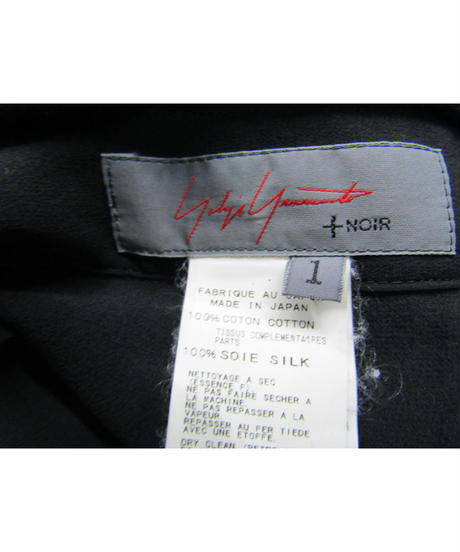 Yohji Yamamoto
+NOIR
1
FABRIQUE AU JAPON
MADE IN JAPAN
100% COTON COTTON
TISSUS COMPLEMENTAIRES
PARTS
100% SOIE SILK
NETTOYAGE A SEC
(ESSENCE F).
NE PAS FAIRE SECHER A
LA MACHINE.
NE PAS REPASSER A LA
VAPEUR.
REPASSER AU FER TIEDE
AVEC UNE ETOFFE.
DRY CLEAN